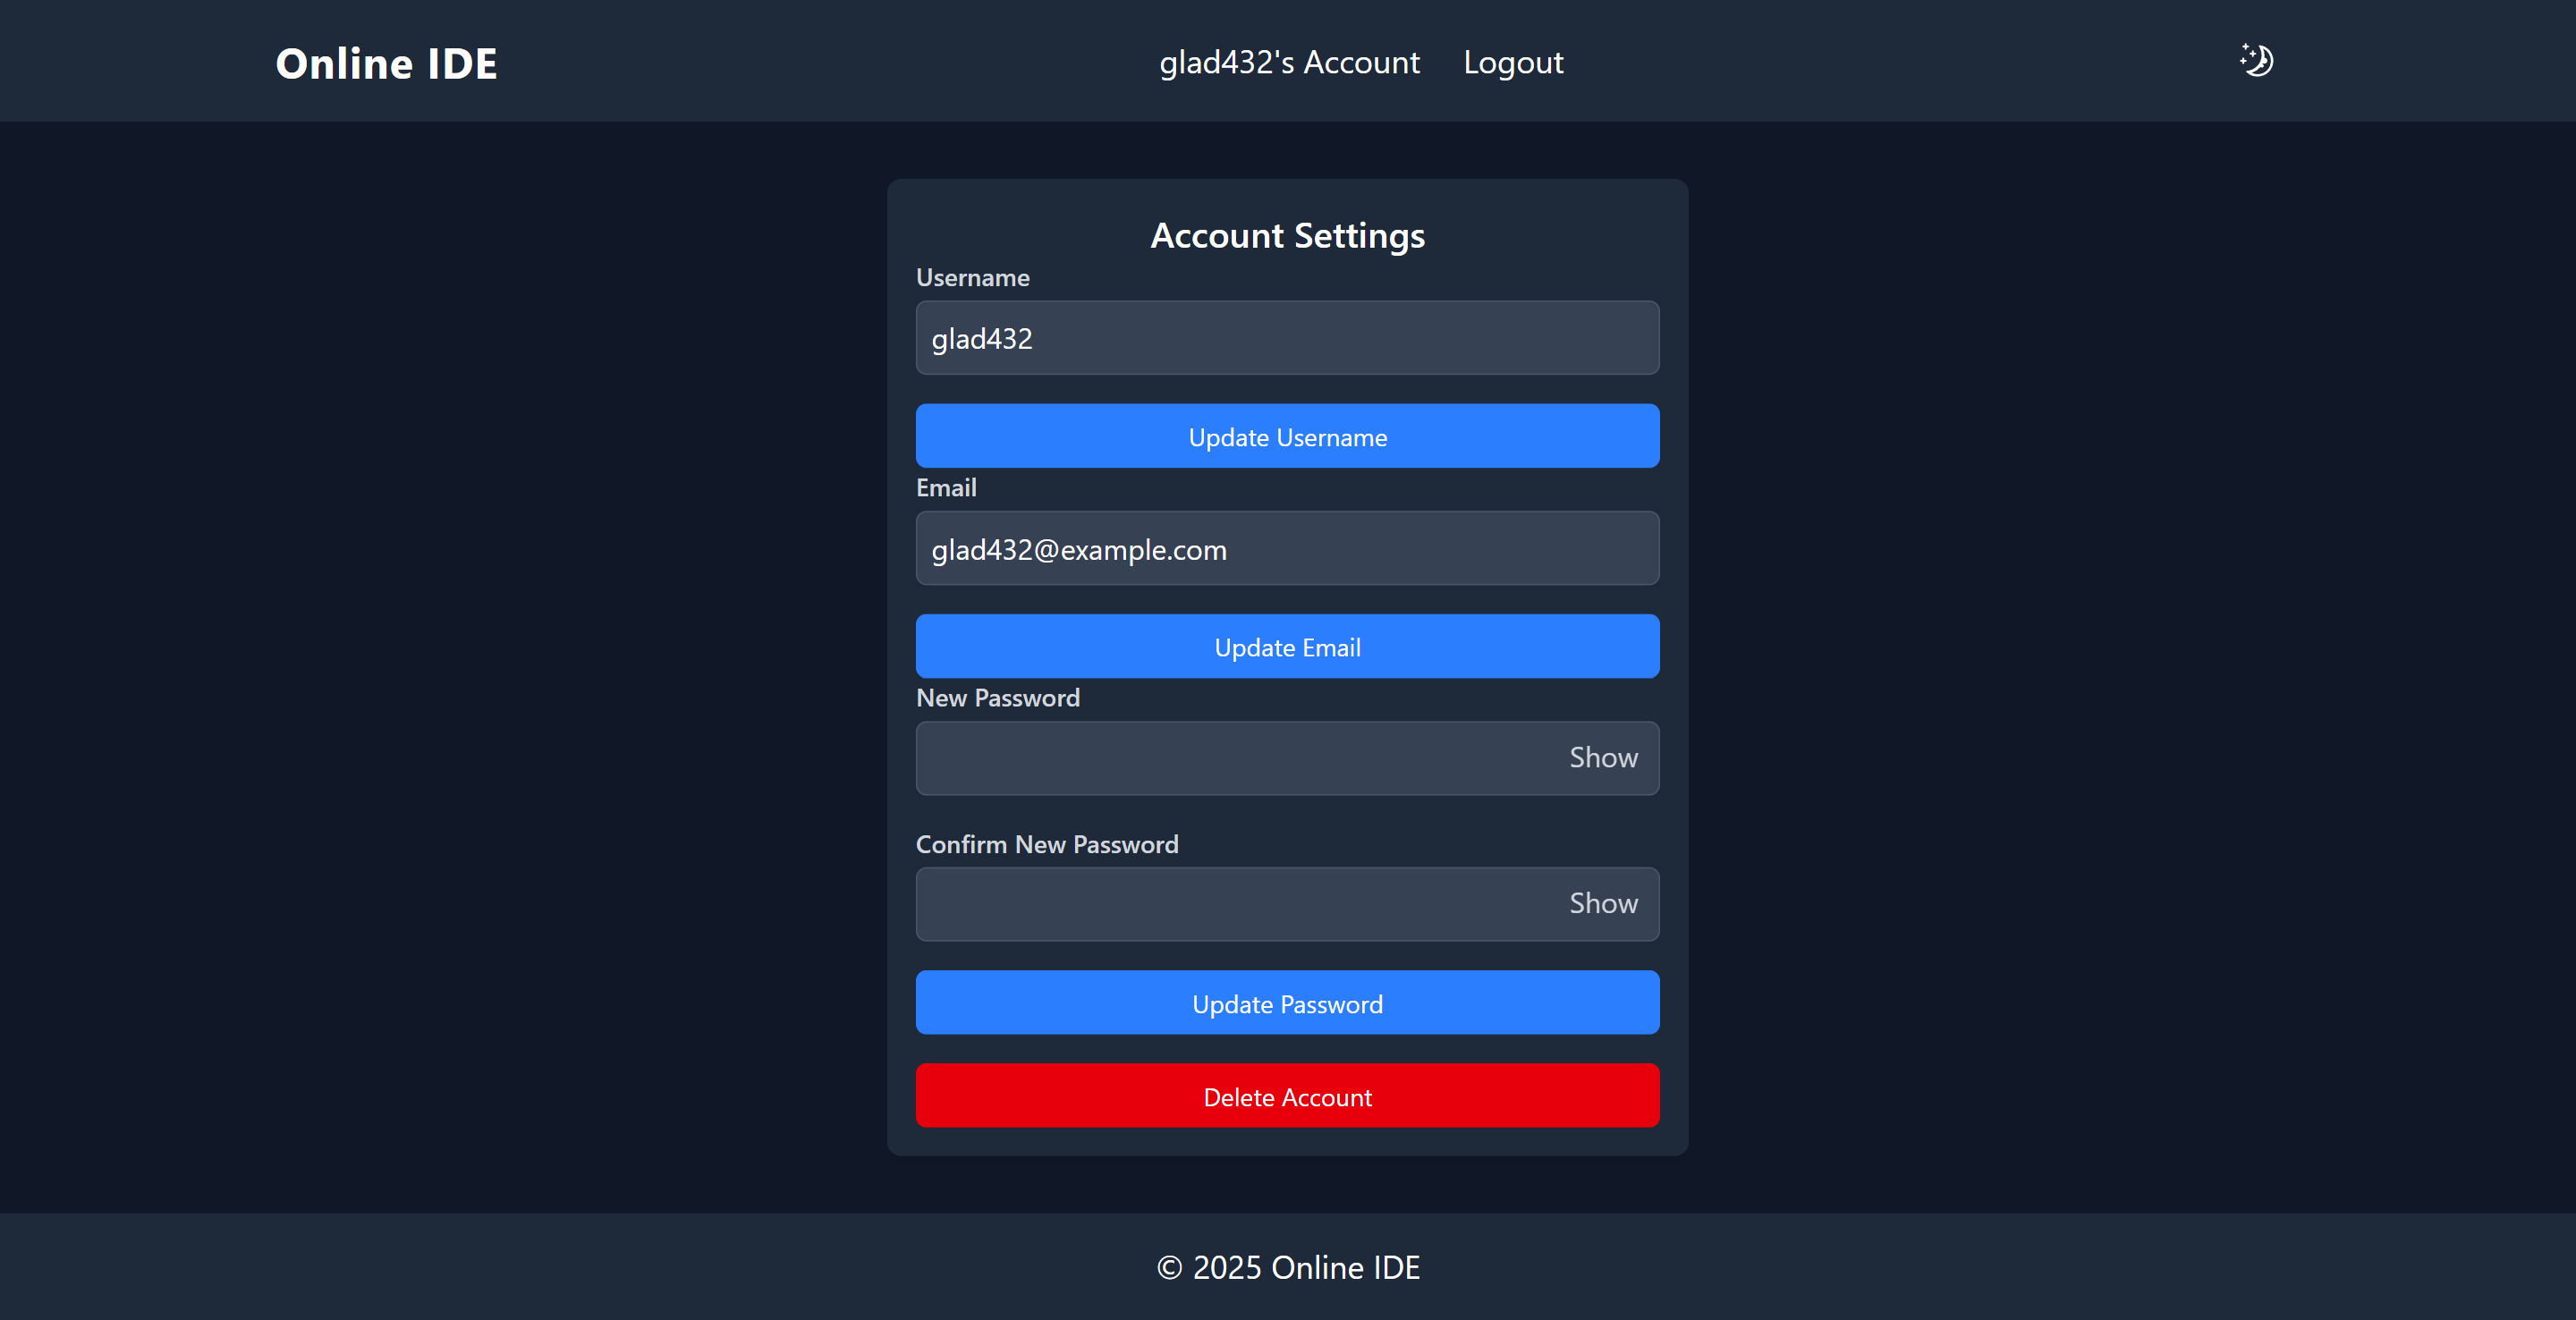 Online IDE
glad432's Account Logout
Account Settings
Username
glad432
Update Username
Email
glad432@example.com
Update Email
New Password
Show
Confirm New Password
Show
Update Password
Delete Account
© 2025 Online IDE